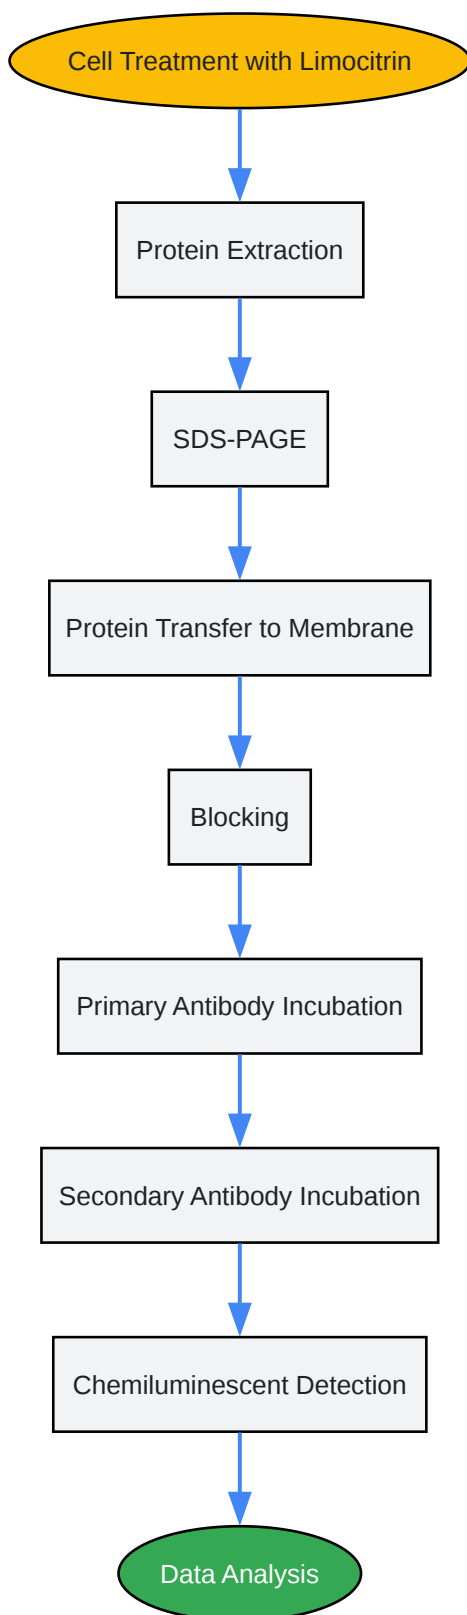 Cell Treatment with Limocitrin
Protein Extraction
SDS-PAGE
Protein Transfer to Membrane
Blocking
Primary Antibody Incubation
Secondary Antibody Incubation
Chemiluminescent Detection
Data Analysis